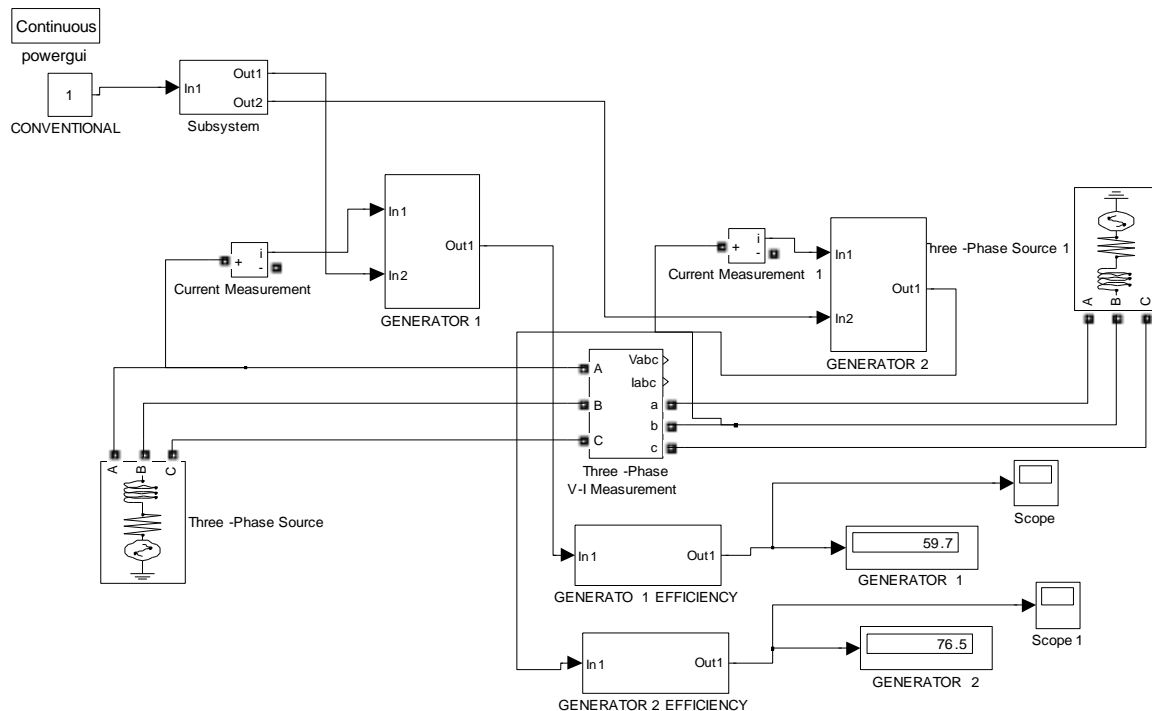 Continuous
powergui
1
CONVENTIONAL
In1
Out1
Out2
Subsystem
+
i
-
Current Measurement
In1
In2
Out1
GENERATOR 1
+
i
-
Current Measurement 1
In1
In2
Out1
GENERATOR 2
Three -Phase Source 1
A
B
C
A
B
C
Vabc
Iabc
a
b
c
Three -Phase
V-I Measurement
A
B
C
Three -Phase Source
In1
Out1
GENERATO 1 EFFICIENCY
Scope
59.7
GENERATOR 1
In1
Out1
GENERATOR 2 EFFICIENCY
Scope 1
76.5
GENERATOR 2